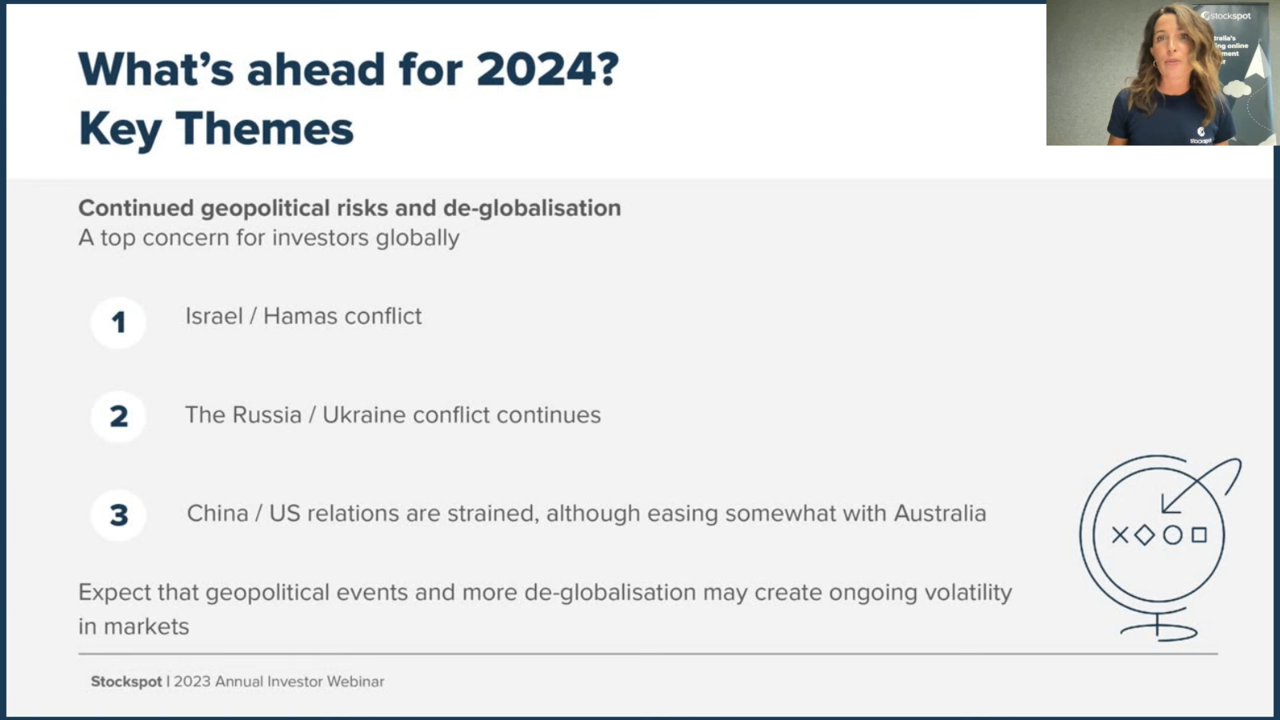 What's ahead for 2024?
Key Themes
stockspot
Continued geopolitical risks and de-globalisation
A top concern for investors globally
1
Israel / Hamas conflict
2
The Russia / Ukraine conflict continues
3
China / US relations are strained, although easing somewhat with Australia
Expect that geopolitical events and more de-globalisation may create ongoing volatility
in markets
Stockspot | 2023 Annual Investor Webinar